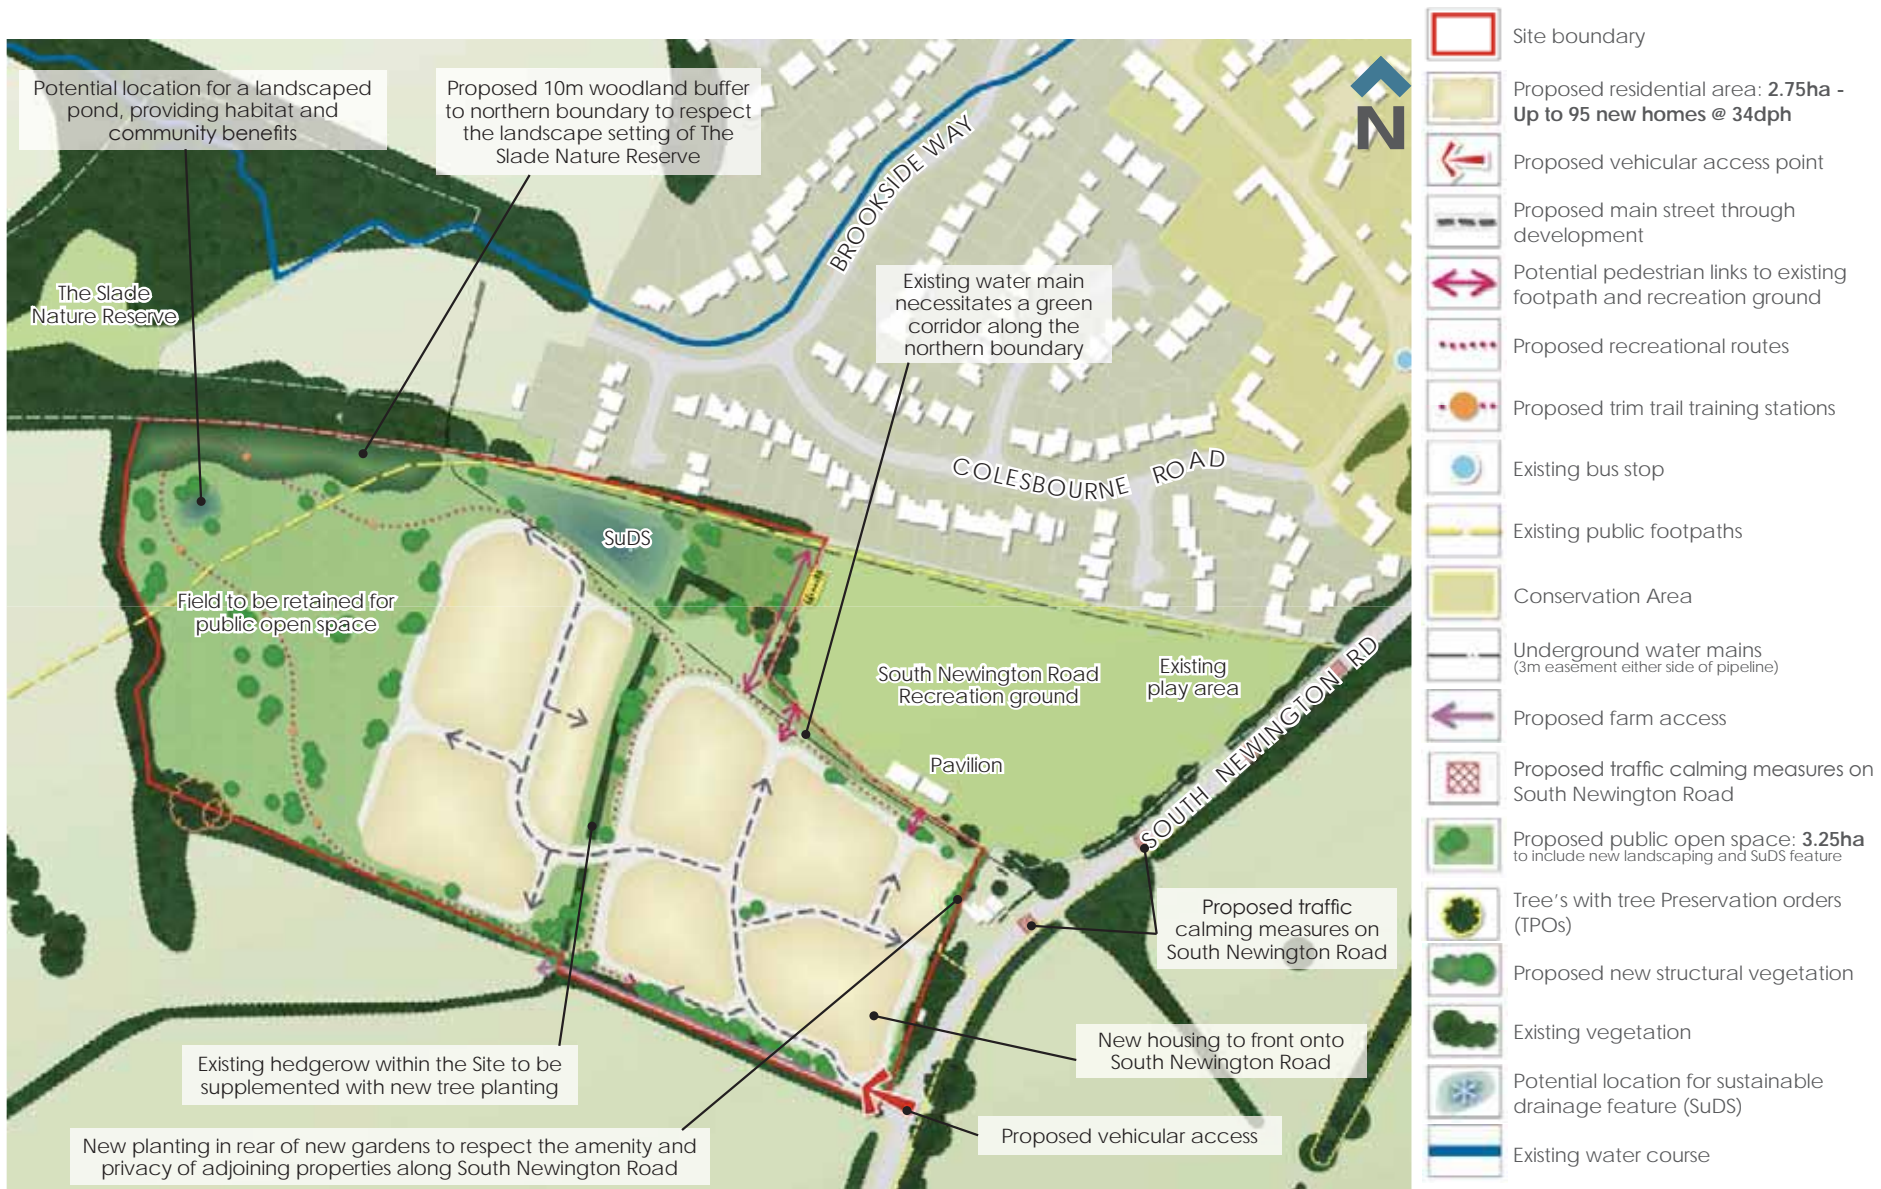 Potential location for a landscaped
pond, providing habitat and
community benefits
Proposed 10m woodland buffer
to northern boundary to respect
the landscape setting of The
Slade Nature Reserve
N
BROOKSIDE WAY
Existing water main
necessitates a green
corridor along the
northern boundary
The Slade
Nature Reserve
COLESBOURNE ROAD
SuDS
Field to be retained for
public open space
South Newington Road
Recreation ground
Existing
play area
Pavilion
SOUTH NEWINGTON RD
Proposed traffic
calming measures on
South Newington Road
New housing to front onto
South Newington Road
Existing hedgerow within the Site to be
supplemented with new tree planting
Proposed vehicular access
New planting in rear of new gardens to respect the amenity and
privacy of adjoining properties along South Newington Road
Site boundary
Proposed residential area: 2.75ha -
Up to 95 new homes @ 34dph
Proposed vehicular access point
Proposed main street through
development
Potential pedestrian links to existing
footpath and recreation ground
Proposed recreational routes
Proposed trim trail training stations
Existing bus stop
Existing public footpaths
Conservation Area
Underground water mains
(3m easement either side of pipeline)
Proposed farm access
Proposed traffic calming measures on
South Newington Road
Proposed public open space: 3.25ha
to include new landscaping and SuDS feature
Tree's with tree Preservation orders
(TPOs)
Proposed new structural vegetation
Existing vegetation
Potential location for sustainable
drainage feature (SuDS)
Existing water course